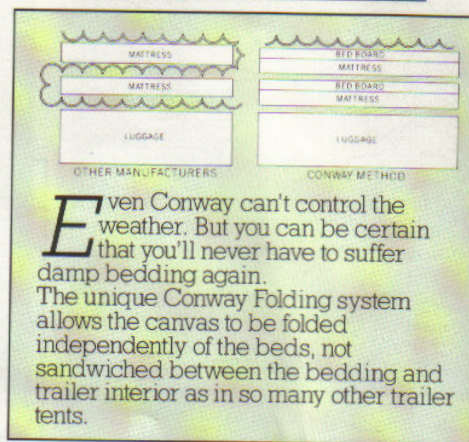 MATTRESS
MATTRESS
LUGGAGE
OTHER MANUFACTURERS
BED BOARD
MATTRESS
BED BOARD
MATTRESS
LUGGAGE
CONWAY METHOD
Even Conway can't control the
weather. But you can be certain
that you'll never have to suffer
damp bedding again.
The unique Conway Folding system
allows the canvas to be folded
independently of the beds, not
sandwiched between the bedding and
trailer interior as in so many other trailer
tents.